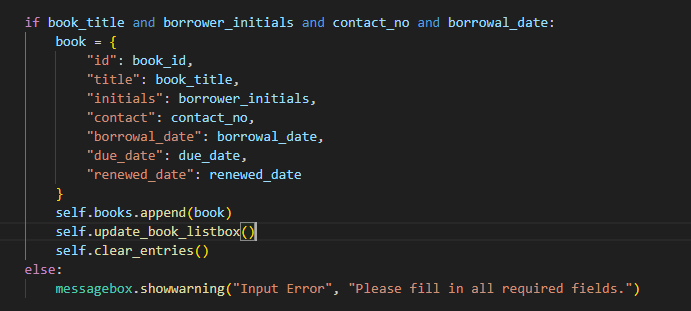 if book_title and borrower_initials and contact_no and borrowal_date:
    book = {
        "id": book_id,
        "title": book_title,
        "initials": borrower_initials,
        "contact": contact_no,
        "borrowal_date": borrowal_date,
        "due_date": due_date,
        "renewed_date": renewed_date
    }
    self.books.append(book)
    self.update_book_listbox()
    self.clear_entries()
else:
    messagebox.showwarning("Input Error", "Please fill in all required fields.")